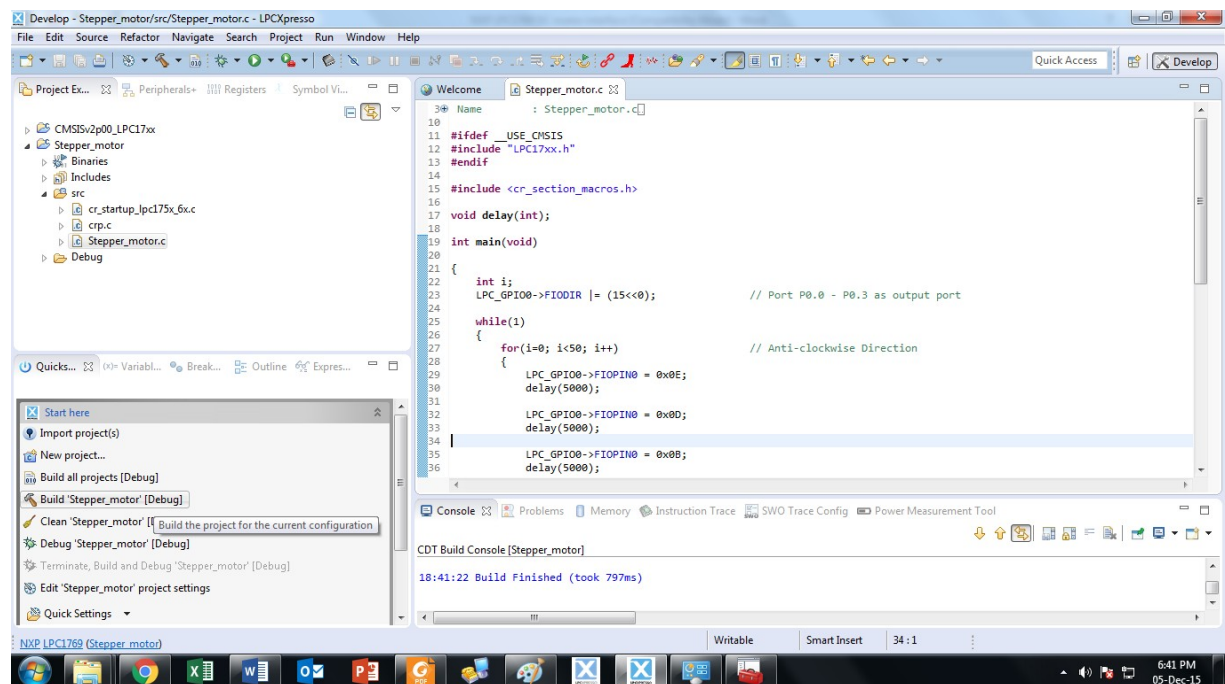 Develop - Stepper_motor/src/Stepper_motor.c - LPCXpresso
File Edit Source Refactor Navigate Search Project Run Window Help
Quick Access
Develop
Project Ex... Peripherals+ Registers Symbol Vi...
CMSISv2p00_LPC17xx
Stepper_motor
Binaries
Includes
src
cr_startup_lpc175x_6x.c
crp.c
Stepper_motor.c
Debug
Quicks... (x)= Variabl... Break... Outline Expres...
Start here
Import project(s)
New project...
Build all projects [Debug]
Build 'Stepper_motor' [Debug]
Clean 'Stepper_motor' [D
Build the project for the current configuration
Debug 'Stepper_motor' [Debug]
Terminate, Build and Debug 'Stepper_motor' [Debug]
Edit 'Stepper_motor' project settings
Quick Settings
Welcome Stepper_motor.c
3 Name : Stepper_motor.c
10
11 #ifdef __USE_CMSIS
12 #include "LPC17xx.h"
13 #endif
14
15 #include <cr_section_macros.h>
16
17 void delay(int);
18
19 int main(void)
20
21 {
22 int i;
23 LPC_GPIO0->FIODIR |= (15<<0); // Port P0.0 - P0.3 as output port
24
25 while(1)
26 {
27 for(i=0; i<50; i++) // Anti-clockwise Direction
28 {
29 LPC_GPIO0->FIOPIN0 = 0x0E;
30 delay(5000);
31
32 LPC_GPIO0->FIOPIN0 = 0x0D;
33 delay(5000);
34
35 LPC_GPIO0->FIOPIN0 = 0x0B;
36 delay(5000);
Console Problems Memory Instruction Trace SWO Trace Config Power Measurement Tool
CDT Build Console [Stepper_motor]
18:41:22 Build Finished (took 797ms)
NXP LPC1769 (Stepper_motor)
Writable Smart Insert 34 : 1
6:41 PM
05-Dec-15